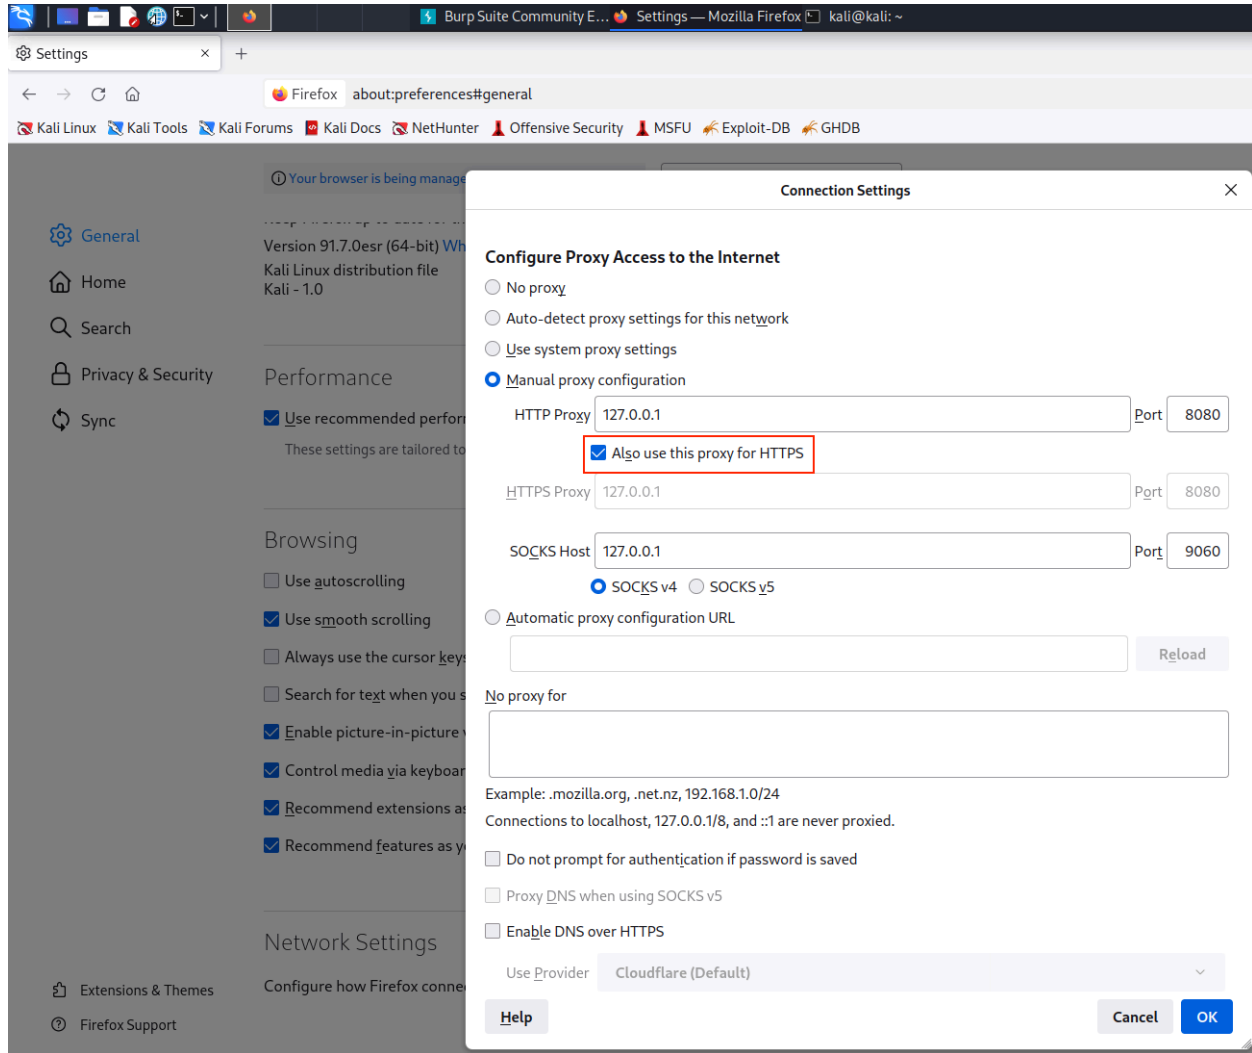 Burp Suite Community E...
Settings — Mozilla Firefox
kali@kali: ~
Settings
Firefox about:preferences#general
Kali Linux Kali Tools Kali Forums Kali Docs NetHunter Offensive Security MSFU Exploit-DB GHDB
Your browser is being manage
General
Home
Search
Privacy & Security
Sync
Extensions & Themes
Firefox Support
Version 91.7.0esr (64-bit) Wh
Kali Linux distribution file
Kali - 1.0
Performance
Use recommended perfor
These settings are tailored to
Browsing
Use autoscrolling
Use smooth scrolling
Always use the cursor keys
Search for text when you s
Enable picture-in-picture
Control media via keyboar
Recommend extensions as
Recommend features as y
Network Settings
Configure how Firefox conne
Connection Settings
Configure Proxy Access to the Internet
No proxy
Auto-detect proxy settings for this network
Use system proxy settings
Manual proxy configuration
HTTP Proxy 127.0.0.1 Port 8080
Also use this proxy for HTTPS
HTTPS Proxy 127.0.0.1 Port 8080
SOCKS Host 127.0.0.1 Port 9060
SOCKS v4 SOCKS v5
Automatic proxy configuration URL
Reload
No proxy for
Example: .mozilla.org, .net.nz, 192.168.1.0/24
Connections to localhost, 127.0.0.1/8, and ::1 are never proxied.
Do not prompt for authentication if password is saved
Proxy DNS when using SOCKS v5
Enable DNS over HTTPS
Use Provider Cloudflare (Default)
Help Cancel OK